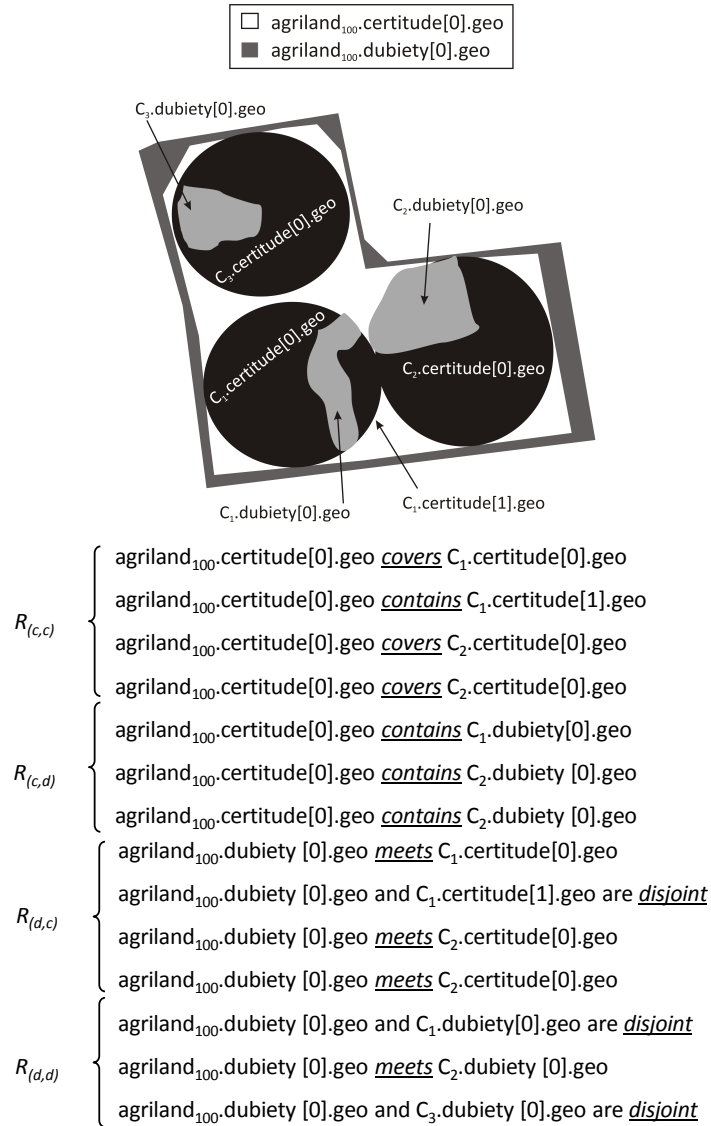 agriland₁₀₀.certitude[0].geo
agriland₁₀₀.dubiety[0].geo
C₃.dubiety[0].geo
C₂.dubiety[0].geo
C₃.certitude[0].geo
C₁.certitude[0].geo
C₂.certitude[0].geo
C₁.dubiety[0].geo
C₁.certitude[1].geo
R(c,c)
agriland₁₀₀.certitude[0].geo covers C₁.certitude[0].geo
agriland₁₀₀.certitude[0].geo contains C₁.certitude[1].geo
agriland₁₀₀.certitude[0].geo covers C₂.certitude[0].geo
agriland₁₀₀.certitude[0].geo covers C₂.certitude[0].geo
R(c,d)
agriland₁₀₀.certitude[0].geo contains C₁.dubiety[0].geo
agriland₁₀₀.certitude[0].geo contains C₂.dubiety [0].geo
agriland₁₀₀.certitude[0].geo contains C₂.dubiety [0].geo
R(d,c)
agriland₁₀₀.dubiety [0].geo meets C₁.certitude[0].geo
agriland₁₀₀.dubiety [0].geo and C₁.certitude[1].geo are disjoint
agriland₁₀₀.dubiety [0].geo meets C₂.certitude[0].geo
agriland₁₀₀.dubiety [0].geo meets C₂.certitude[0].geo
R(d,d)
agriland₁₀₀.dubiety [0].geo and C₁.dubiety[0].geo are disjoint
agriland₁₀₀.dubiety [0].geo meets C₂.dubiety [0].geo
agriland₁₀₀.dubiety [0].geo and C₃.dubiety [0].geo are disjoint